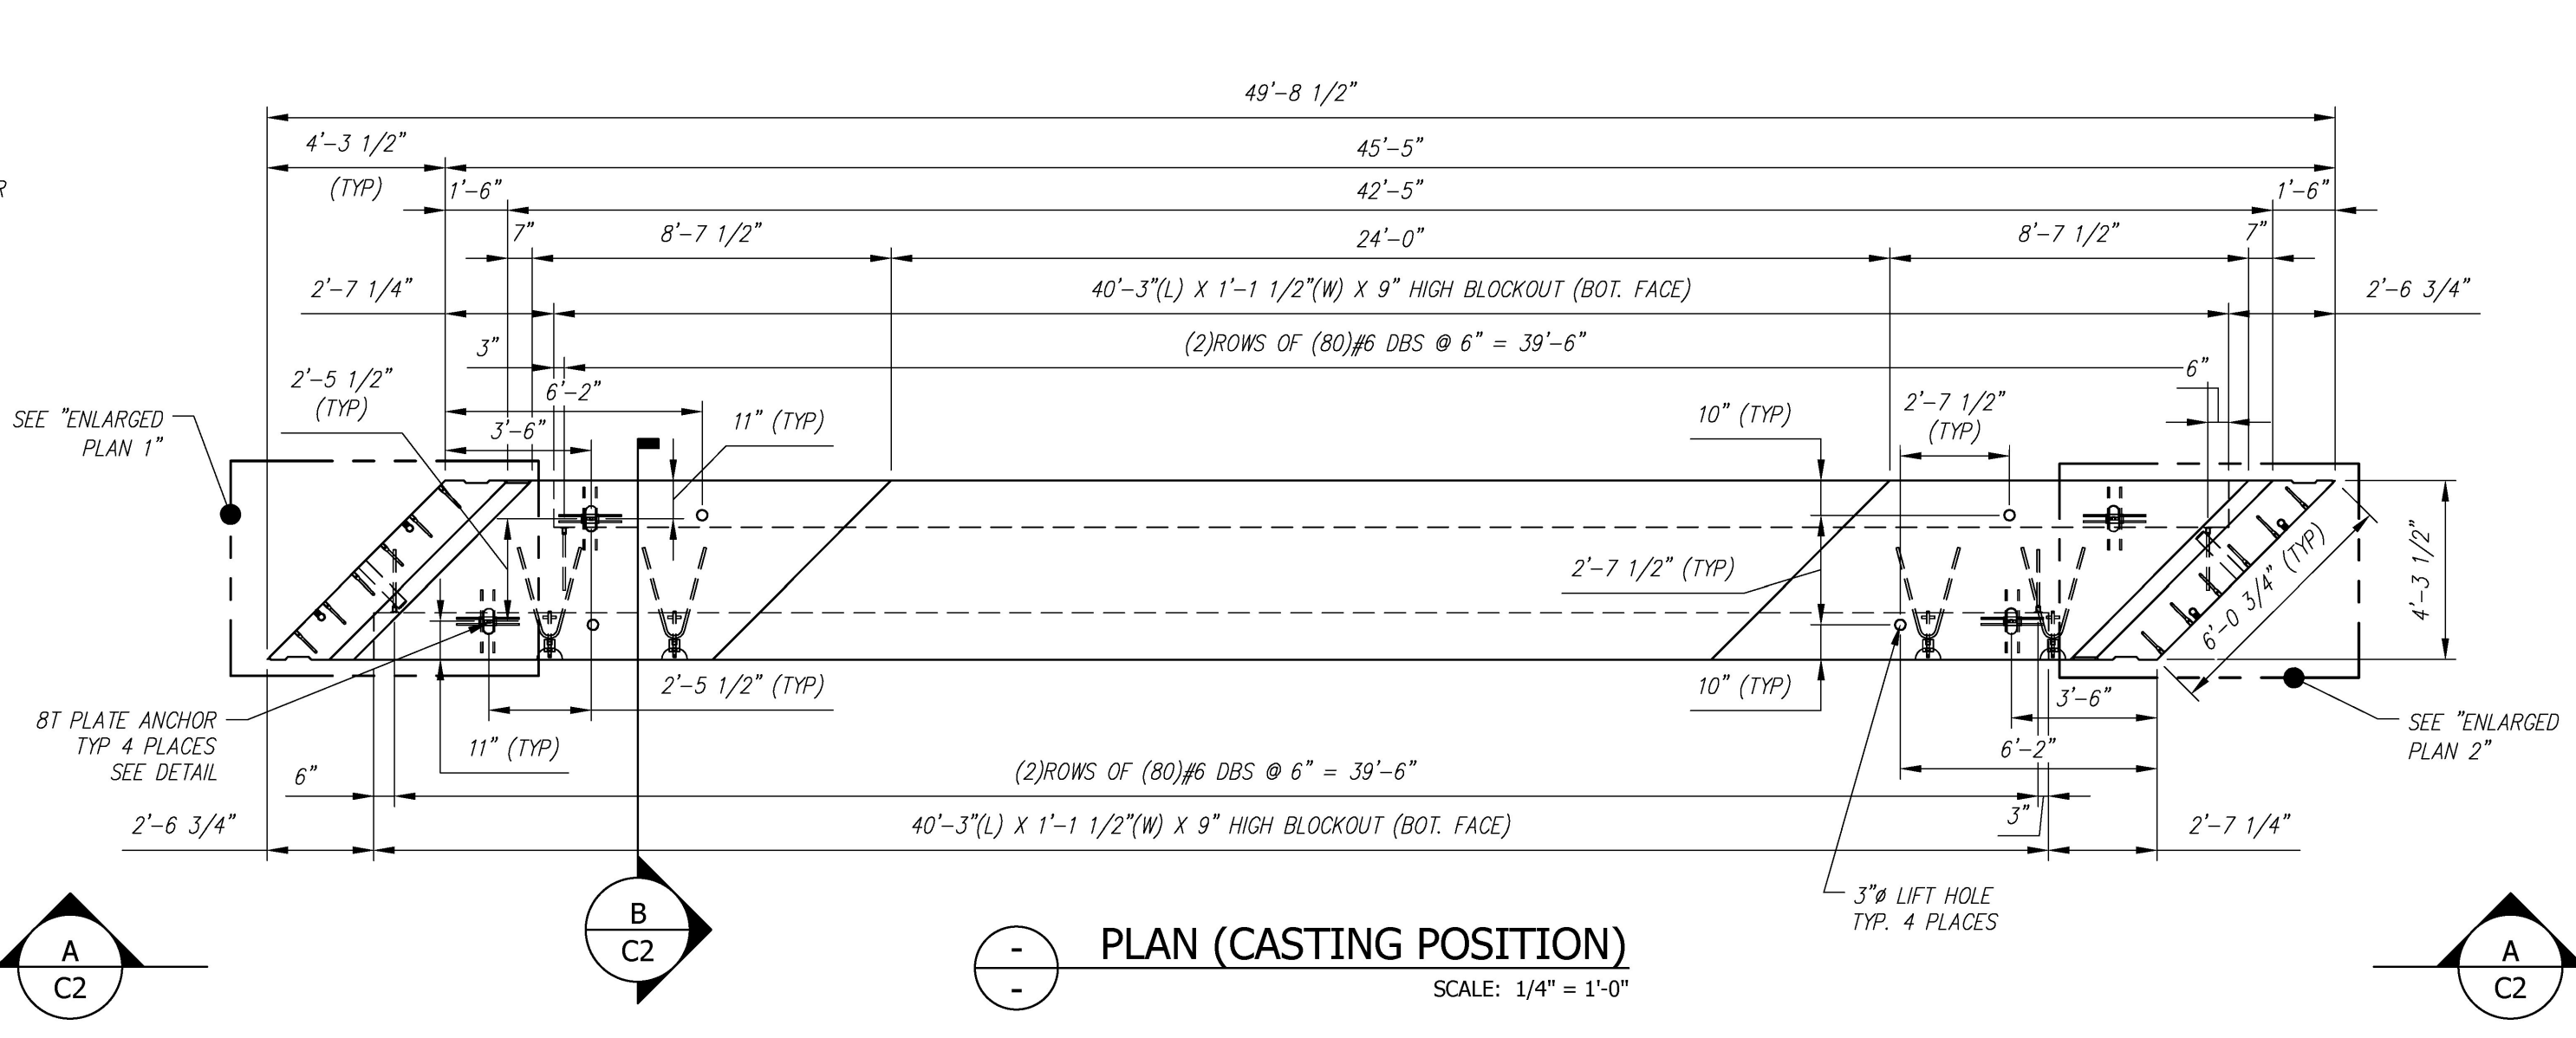 49'-8 1/2"
4'-3 1/2"
(TYP)
45'-5"
R
1'-6"
42'-5"
1'-6"
7"
8'-7 1/2"
24'-0"
8'-7 1/2"
7"
2'-7 1/4"
40'-3"(L) X 1'-1 1/2"(W) X 9" HIGH BLOCKOUT (BOT. FACE)
2'-6 3/4"
3"
(2)ROWS OF (80)#6 DBS @ 6" = 39'-6"
6"
2'-5 1/2"
(TYP)
6'-2"
3'-6"
11" (TYP)
10" (TYP)
2'-7 1/2"
(TYP)
SEE "ENLARGED
PLAN 1"
2'-7 1/2" (TYP)
6'-0 3/4" (TYP)
4'-3 1/2"
8T PLATE ANCHOR
TYP 4 PLACES
SEE DETAIL
2'-5 1/2" (TYP)
11" (TYP)
10" (TYP)
3'-6"
6'-2"
SEE "ENLARGED
PLAN 2"
6"
(2)ROWS OF (80)#6 DBS @ 6" = 39'-6"
3"
2'-6 3/4"
40'-3"(L) X 1'-1 1/2"(W) X 9" HIGH BLOCKOUT (BOT. FACE)
2'-7 1/4"
3"ø LIFT HOLE
TYP. 4 PLACES
A
C2
B
C2
-
-
PLAN (CASTING POSITION)
SCALE: 1/4" = 1'-0"
A
C2